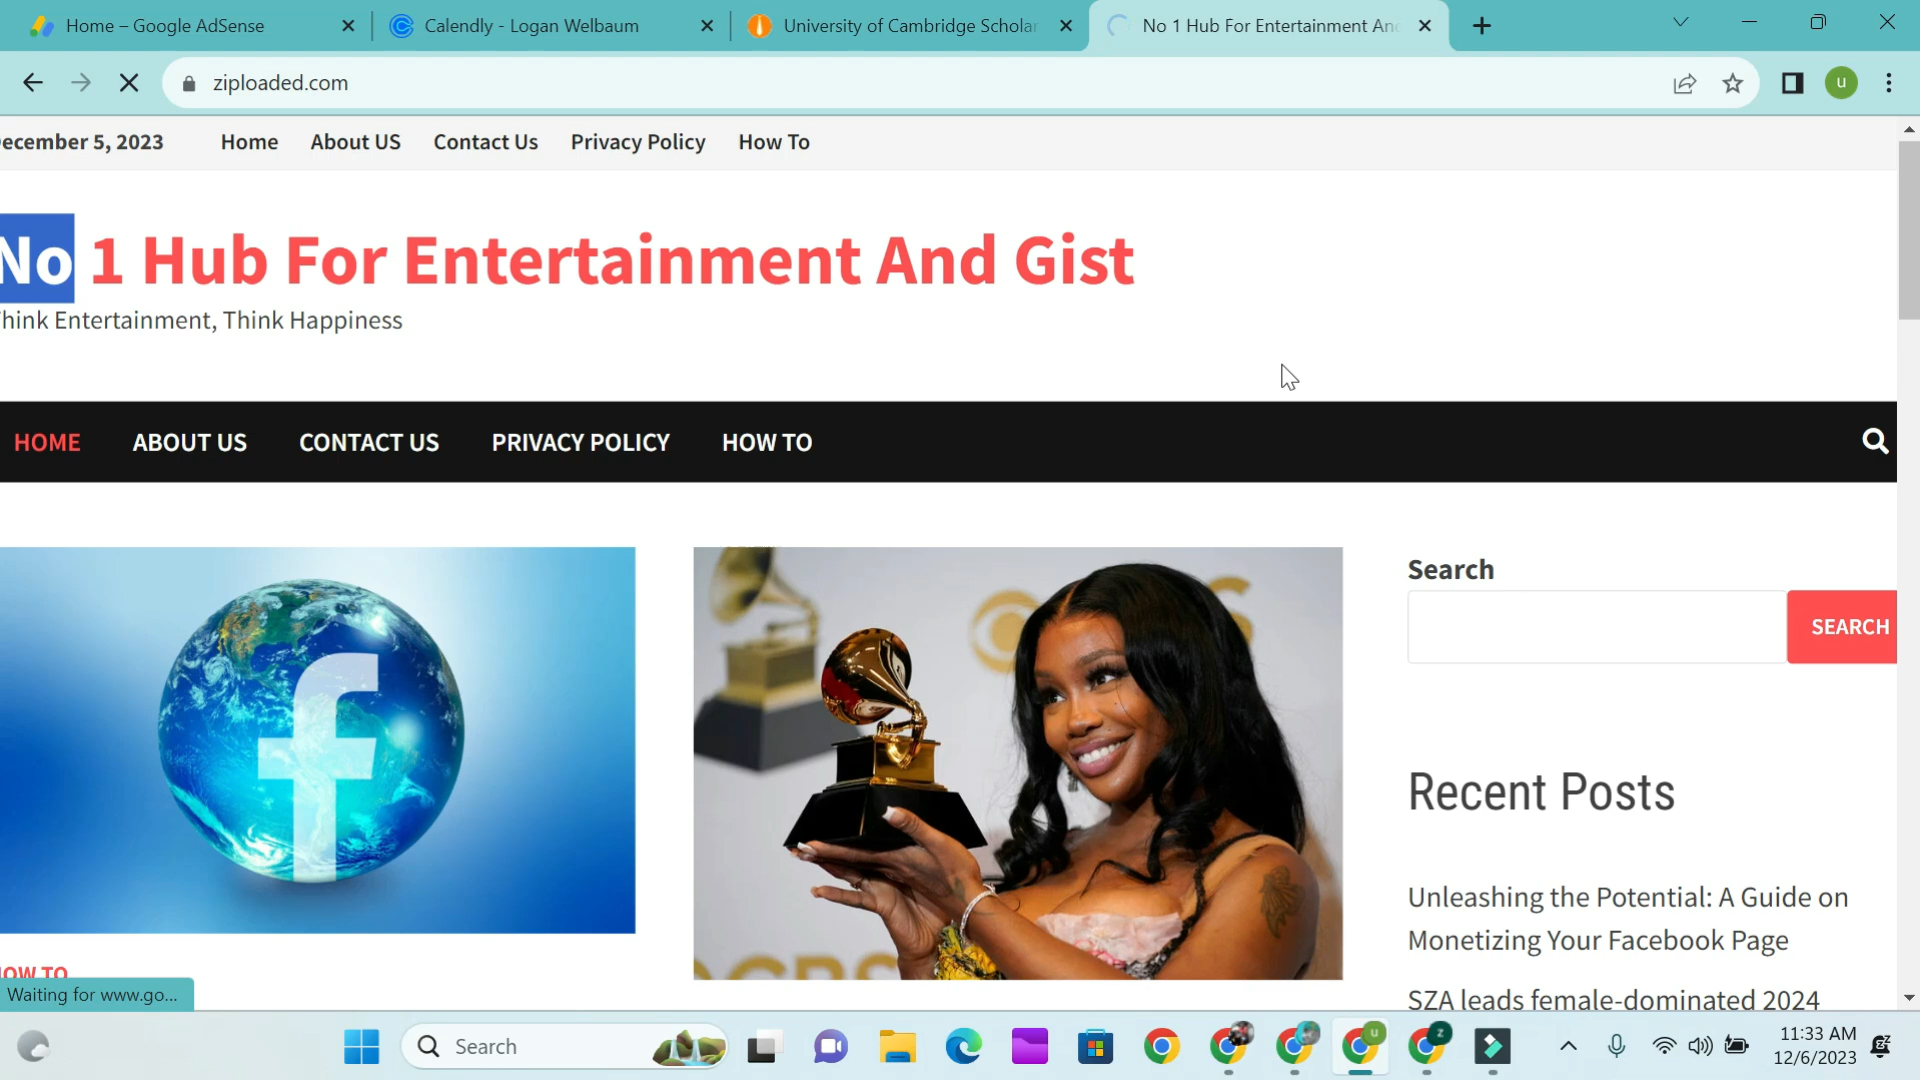 Home – Google AdSense
Calendly - Logan Welbaum
University of Cambridge Scholar
No 1 Hub For Entertainment And
ziploaded.com
u
ecember 5, 2023 Home About US Contact Us Privacy Policy How To
No 1 Hub For Entertainment And Gist
hink Entertainment, Think Happiness
HOME ABOUT US CONTACT US PRIVACY POLICY HOW TO
Search
SEARCH
Recent Posts
Unleashing the Potential: A Guide on
Monetizing Your Facebook Page
SZA leads female-dominated 2024
OW TO
Waiting for www.go...
Search
u
z
11:33 AM
12/6/2023